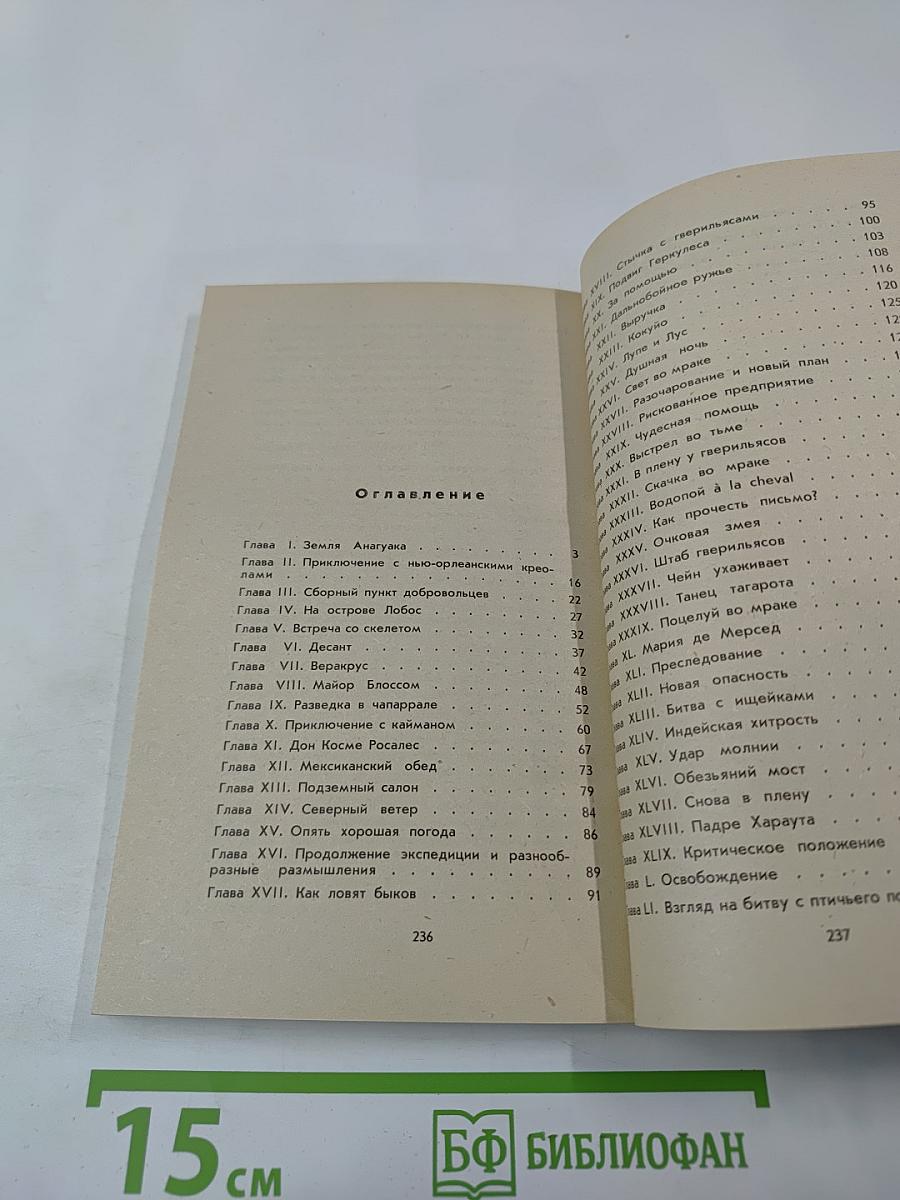 Оглавление
Глава I. Земля Анагуака . . . . . . . . . 3
Глава II. Приключение с нью-орлеанскими крео-
лами . . . . . . . . . . . . . . . . 16
Глава III. Сборный пункт добровольцев . . . . . 22
Глава IV. На острове Лобос . . . . . . . . 27
Глава V. Встреча со скелетом . . . . . . . . 32
Глава VI. Десант . . . . . . . . . . . . 37
Глава VII. Веракрус . . . . . . . . . . . 42
Глава VIII. Майор Блоссом . . . . . . . . 48
Глава IX. Разведка в чапаррале . . . . . . . 52
Глава X. Приключение с кайманом . . . . . . 60
Глава XI. Дон Косме Росалес . . . . . . . . 67
Глава XII. Мексиканский обед . . . . . . . 73
Глава XIII. Подземный салон . . . . . . . . 79
Глава XIV. Северный ветер . . . . . . . . 84
Глава XV. Опять хорошая погода . . . . . . 86
Глава XVI. Продолжение экспедиции и разнооб-
разные размышления . . . . . . . . . . 89
Глава XVII. Как ловят быков . . . . . . . . 91
236
XVIII. Стычка с гверильясами . . . . . 95
XIX. Подвиг Геркулеса . . . . . . . 100
XX. За помощью . . . . . . . . . 103
XXI. Дальнобойное ружье . . . . . . 108
XXII. Выручка . . . . . . . . . . 116
XXIII. Кокуйо . . . . . . . . . . 120
XXIV. Лупе и Лус . . . . . . . . . 125
XXV. Душная ночь . . . . . . . . .
XXVI. Свет во мраке . . . . . . . .
XXVII. Разочарование и новый план . . .
XXVIII. Рискованное предприятие . . . .
XXIX. Чудесная помощь . . . . . . .
XXX. Выстрел во тьме . . . . . . .
XXXI. В плену у гверильясов . . . . .
XXXII. Скачка во мраке . . . . . . .
XXXIII. Водопой à la cheval . . . . . .
XXXIV. Как прочесть письмо? . . . . .
XXXV. Очковая змея . . . . . . . .
XXXVI. Штаб гверильясов . . . . . .
XXXVII. Чейн ухаживает . . . . . . .
XXXVIII. Танец тагарота . . . . . .
XXXIX. Поцелуй во мраке . . . . . .
XL. Мария де Мерсед . . . . . . .
XLI. Преследование . . . . . . . .
XLII. Новая опасность . . . . . . .
XLIII. Битва с ищейками . . . . . .
XLIV. Индейская хитрость . . . . . .
XLV. Удар молнии . . . . . . . .
XLVI. Обезьяний мост . . . . . . .
XLVII. Снова в плену . . . . . . .
XLVIII. Падре Хараута . . . . . . .
XLIX. Критическое положение . . . .
L. Освобождение . . . . . . . .
LI. Взгляд на битву с птичьего
237
15 см
БФ БИБЛИОФАН